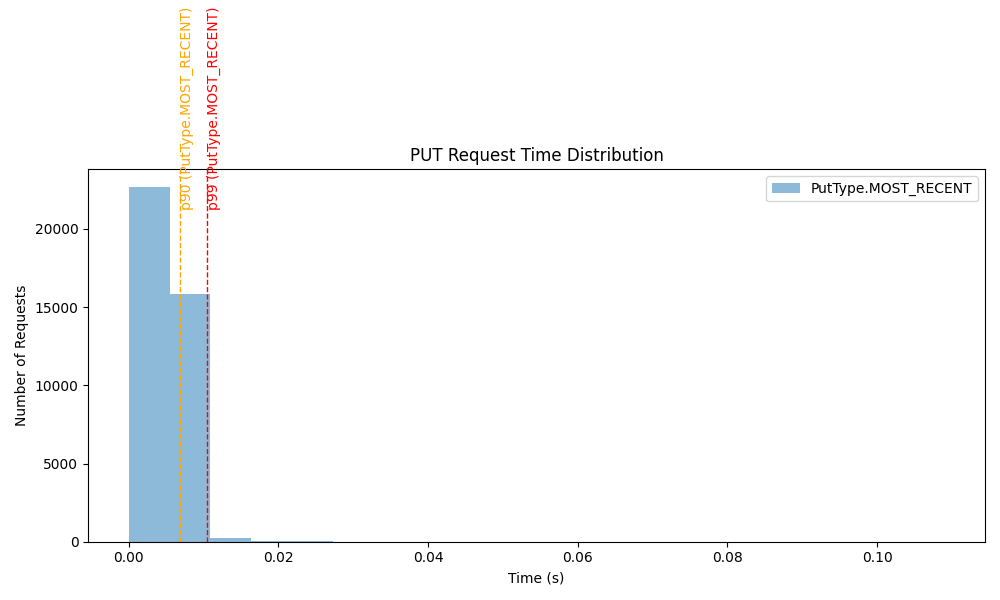 p90 (PutType.MOST_RECENT)
p99 (PutType.MOST_RECENT)
PUT Request Time Distribution
PutType.MOST_RECENT
Number of Requests
20000
15000
10000
5000
0
0.00 0.02 0.04 0.06 0.08 0.10
Time (s)